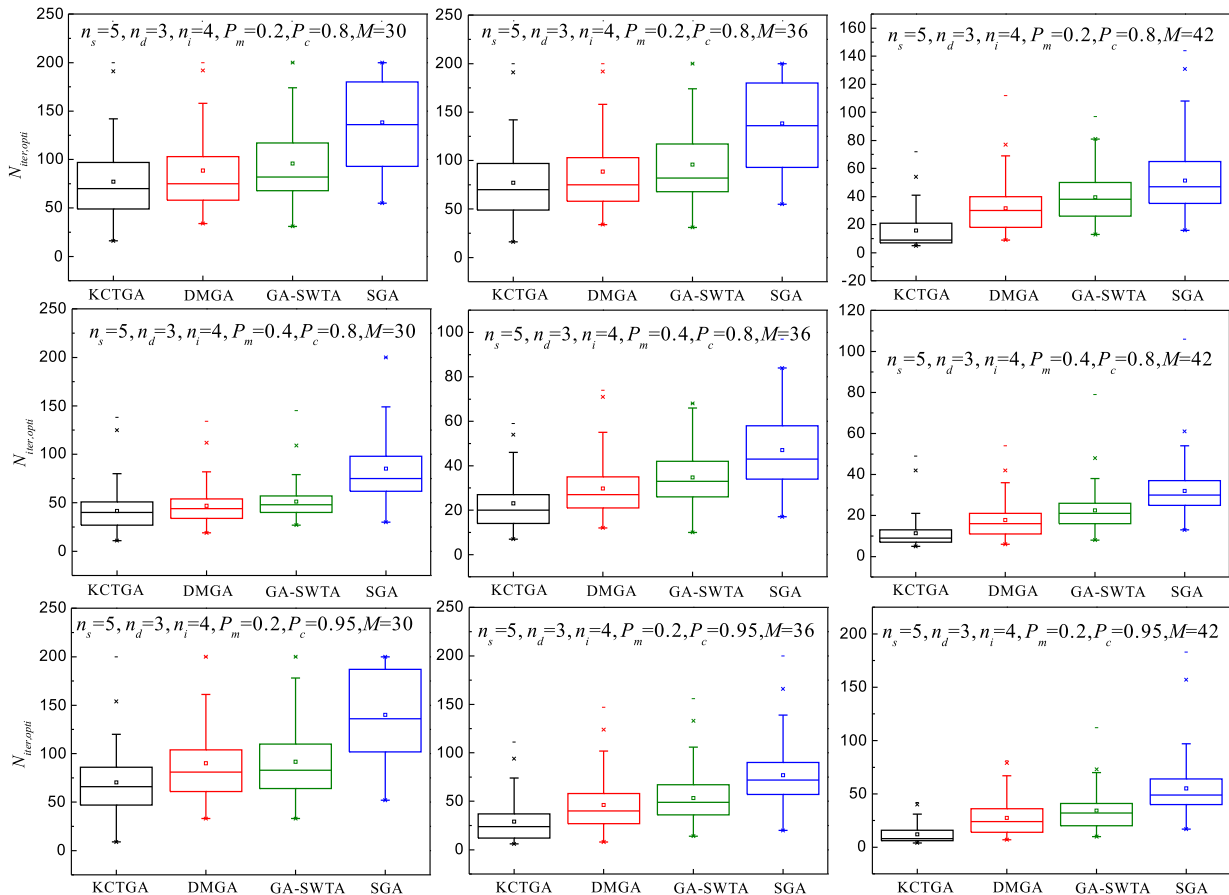 n_s=5, n_d=3, n_i=4, P_m=0.2, P_c=0.8, M=30
250
200
150
100
50
0
N_iter,opti
KCTGA DMGA GA-SWTA SGA
n_s=5, n_d=3, n_i=4, P_m=0.2, P_c=0.8, M=36
250
200
150
100
50
0
KCTGA DMGA GA-SWTA SGA
n_s=5, n_d=3, n_i=4, P_m=0.2, P_c=0.8, M=42
160
140
120
100
80
60
40
20
0
-20
KCTGA DMGA GA-SWTA SGA
n_s=5, n_d=3, n_i=4, P_m=0.4, P_c=0.8, M=30
250
200
150
100
50
0
N_iter,opti
KCTGA DMGA GA-SWTA SGA
n_s=5, n_d=3, n_i=4, P_m=0.4, P_c=0.8, M=36
100
80
60
40
20
0
KCTGA DMGA GA-SWTA SGA
n_s=5, n_d=3, n_i=4, P_m=0.4, P_c=0.8, M=42
120
100
80
60
40
20
0
KCTGA DMGA GA-SWTA SGA
n_s=5, n_d=3, n_i=4, P_m=0.2, P_c=0.95, M=30
250
200
150
100
50
0
N_iter,opti
KCTGA DMGA GA-SWTA SGA
n_s=5, n_d=3, n_i=4, P_m=0.2, P_c=0.95, M=36
250
200
150
100
50
0
KCTGA DMGA GA-SWTA SGA
n_s=5, n_d=3, n_i=4, P_m=0.2, P_c=0.95, M=42
200
150
100
50
0
KCTGA DMGA GA-SWTA SGA